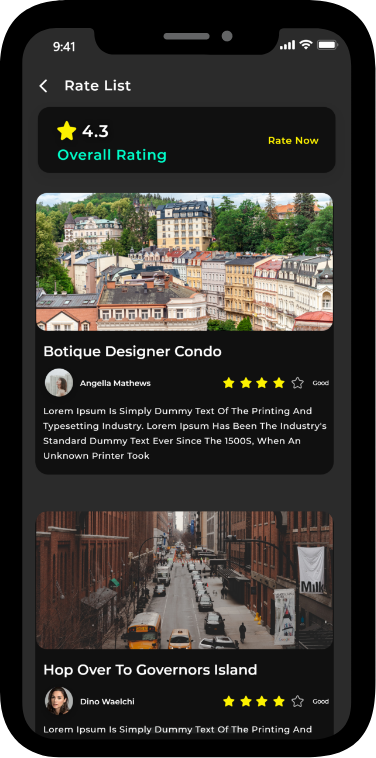 9:41
Rate List
4.3
Overall Rating
Rate Now
Botique Designer Condo
Angella Mathews
Good
Lorem Ipsum Is Simply Dummy Text Of The Printing And
Typesetting Industry. Lorem Ipsum Has Been The Industry's
Standard Dummy Text Ever Since The 1500S, When An
Unknown Printer Took
Milk
Hop Over To Governors Island
Dino Waelchi
Good
Lorem Ipsum Is Simply Dummy Text Of The Printing And